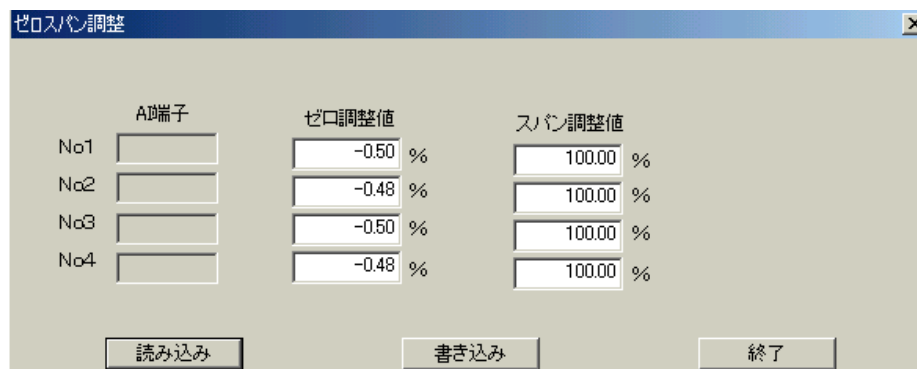 ゼロスパン調整
AI端子 ゼロ調整値 スパン調整値
No1 -0.50 % 100.00 %
No2 -0.48 % 100.00 %
No3 -0.50 % 100.00 %
No4 -0.48 % 100.00 %
読み込み 書き込み 終了